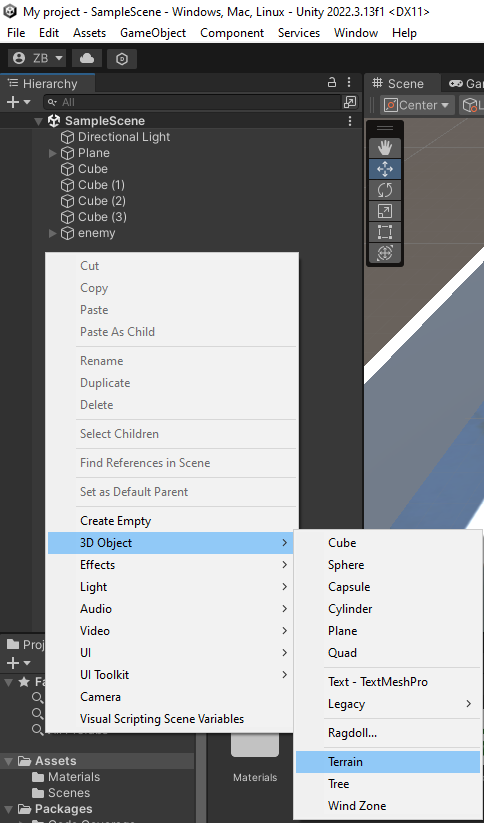 My project - SampleScene - Windows, Mac, Linux - Unity 2022.3.13f1 <DX11>
File Edit Assets GameObject Component Services Window Help
ZB
Hierarchy
Scene
All
Center
SampleScene
Directional Light
Plane
Cube
Cube (1)
Cube (2)
Cube (3)
enemy
Cut
Copy
Paste
Paste As Child
Rename
Duplicate
Delete
Select Children
Find References in Scene
Set as Default Parent
Create Empty
3D Object
Effects
Light
Audio
Video
UI
UI Toolkit
Camera
Visual Scripting Scene Variables
Cube
Sphere
Capsule
Cylinder
Plane
Quad
Text - TextMeshPro
Legacy
Ragdoll...
Terrain
Tree
Wind Zone
Assets
Materials
Scenes
Packages
Materials